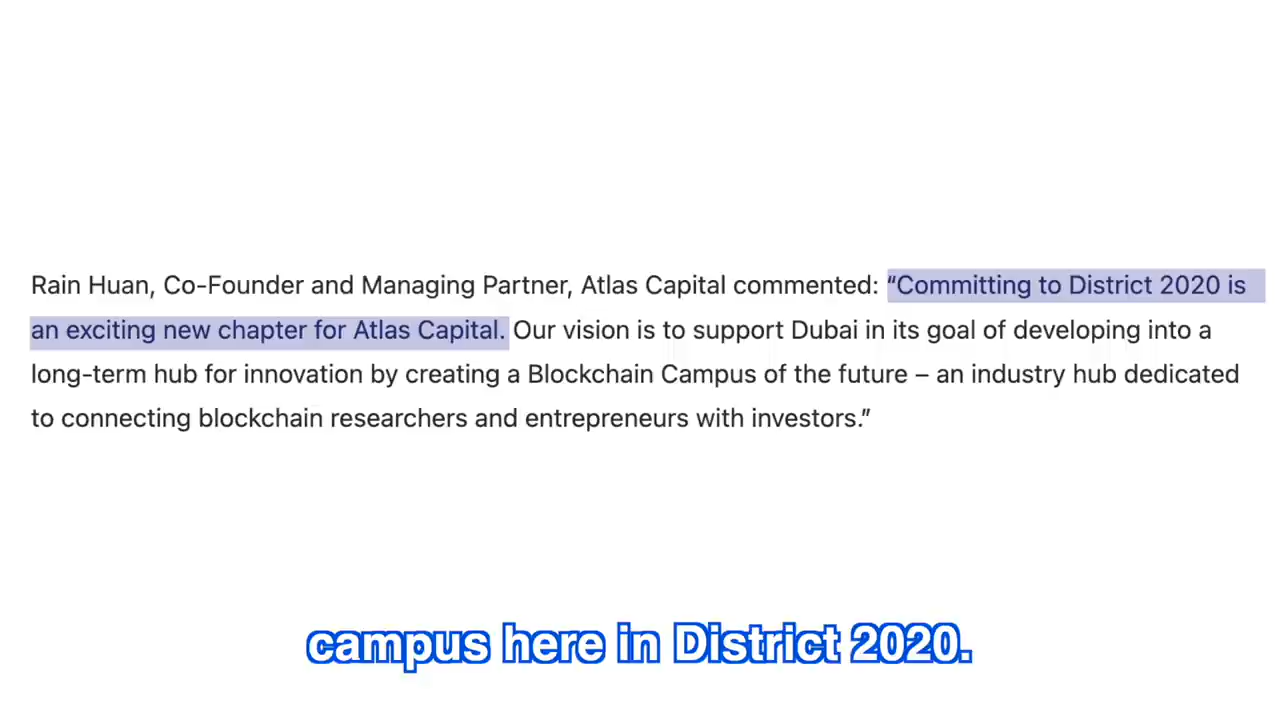 Rain Huan, Co-Founder and Managing Partner, Atlas Capital commented: “Committing to District 2020 is
an exciting new chapter for Atlas Capital. Our vision is to support Dubai in its goal of developing into a
long-term hub for innovation by creating a Blockchain Campus of the future – an industry hub dedicated
to connecting blockchain researchers and entrepreneurs with investors.”
campus here in District 2020.